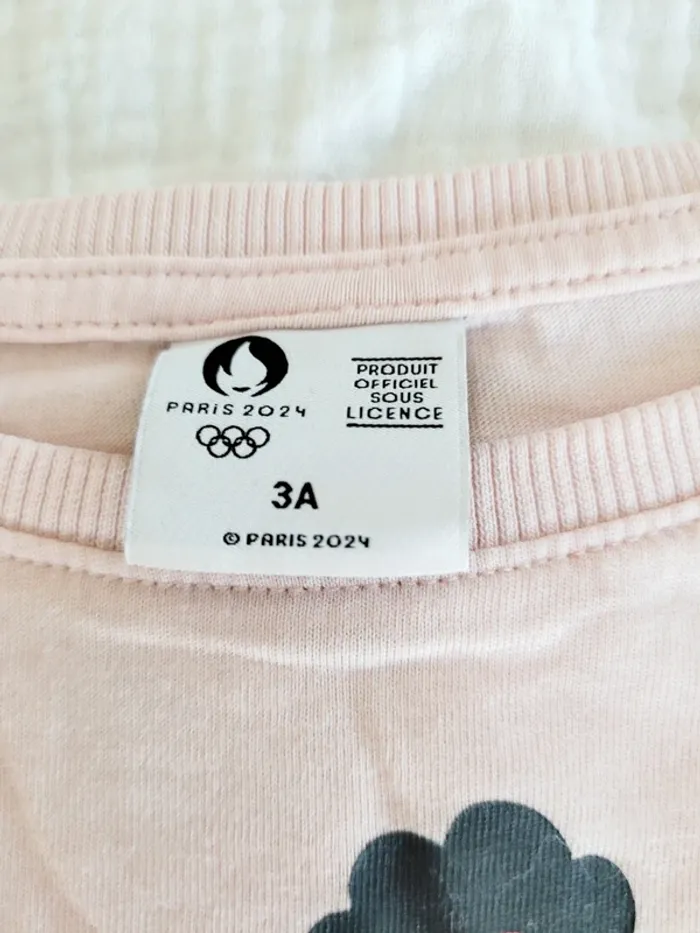 PARIS 2024
PRODUIT
OFFICIEL
SOUS
LICENCE
3A
© PARIS 2024